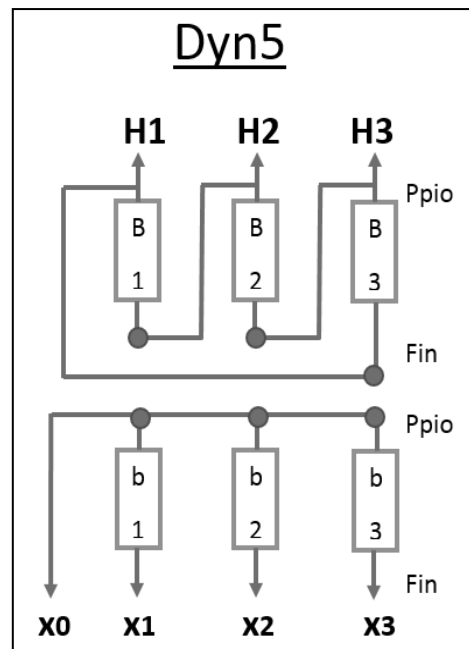 Dyn5
H1 H2 H3
Ppio
B B B
1 2 3
Fin
Ppio
b b b
1 2 3
Fin
x0 x1 x2 x3